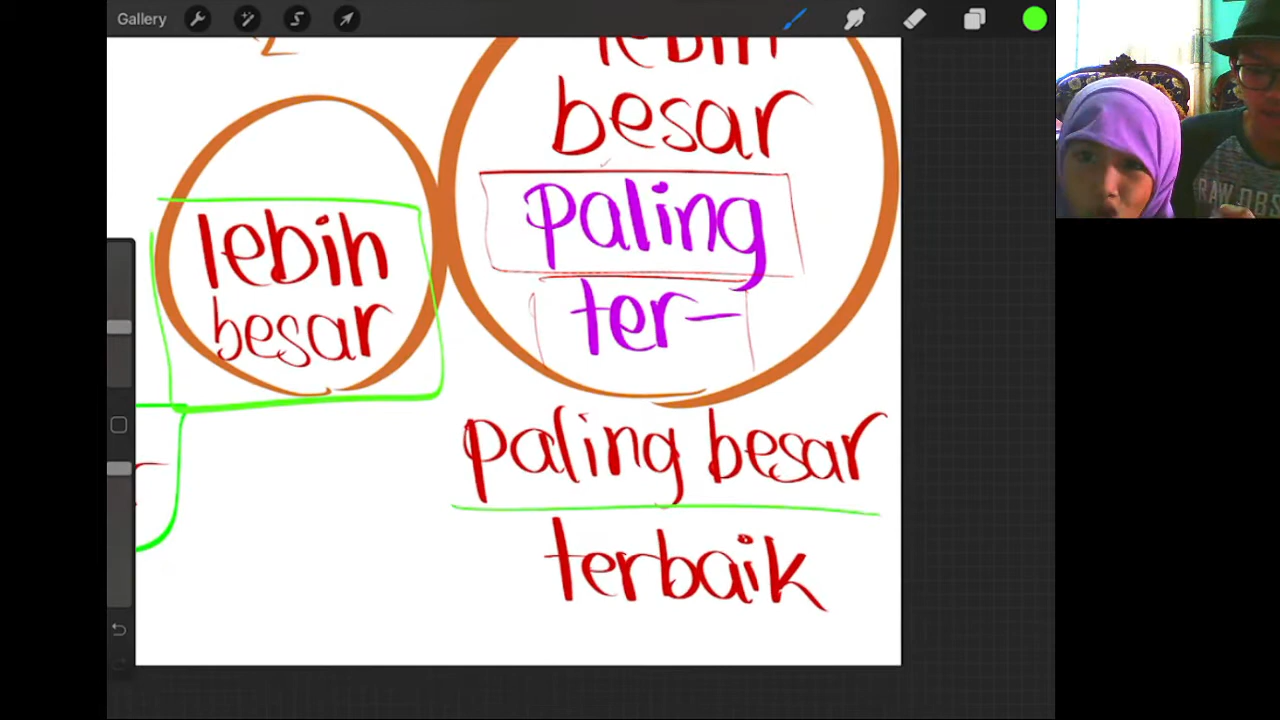 Gallery
lebih
besar
paling
ter-
lebih
besar
paling besar
terbaik